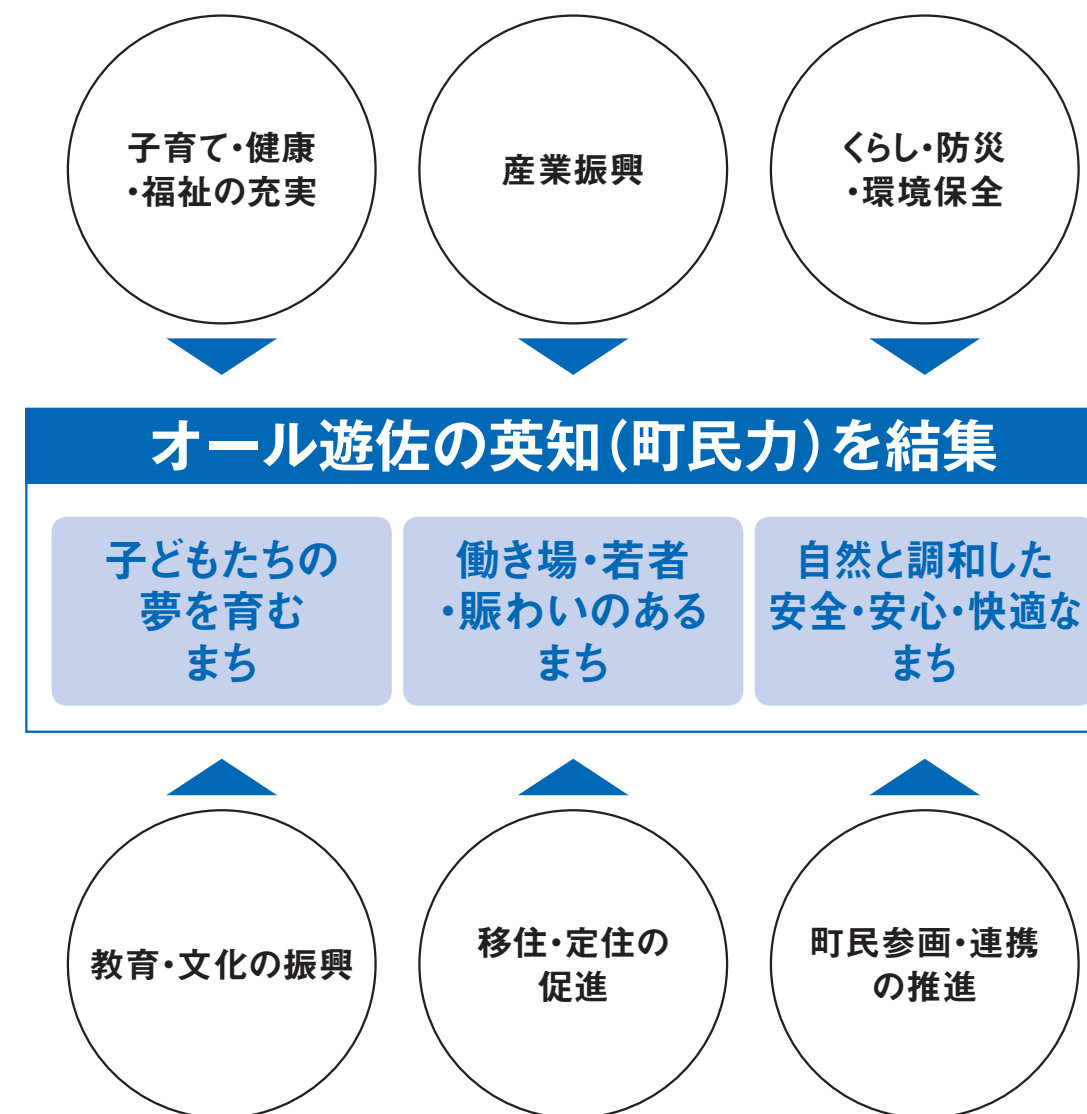 子育て・健康
・福祉の充実
産業振興
くらし・防災
・環境保全
オール遊佐の英知(町民力)を結集
子どもたちの
夢を育む
まち
働き場・若者
・賑わいのある
まち
自然と調和した
安全・安心・快適な
まち
教育・文化の振興
移住・定住の
促進
町民参画・連携
の推進